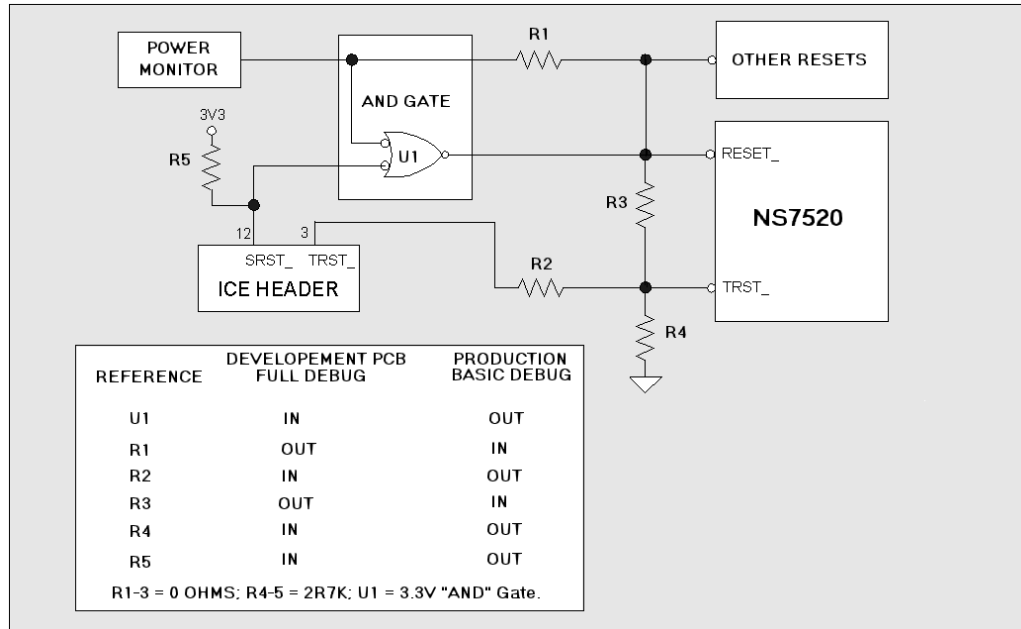 POWER
MONITOR
R1
OTHER RESETS
AND GATE
3V3
R5
U1
RESET_
R3
NS7520
12
3
SRST_
TRST_
ICE HEADER
R2
TRST_
R4
REFERENCE DEVELOPEMENT PCB FULL DEBUG PRODUCTION BASIC DEBUG
U1 IN OUT
R1 OUT IN
R2 IN OUT
R3 OUT IN
R4 IN OUT
R5 IN OUT
R1-3 = 0 OHMS; R4-5 = 2R7K; U1 = 3.3V "AND" Gate.